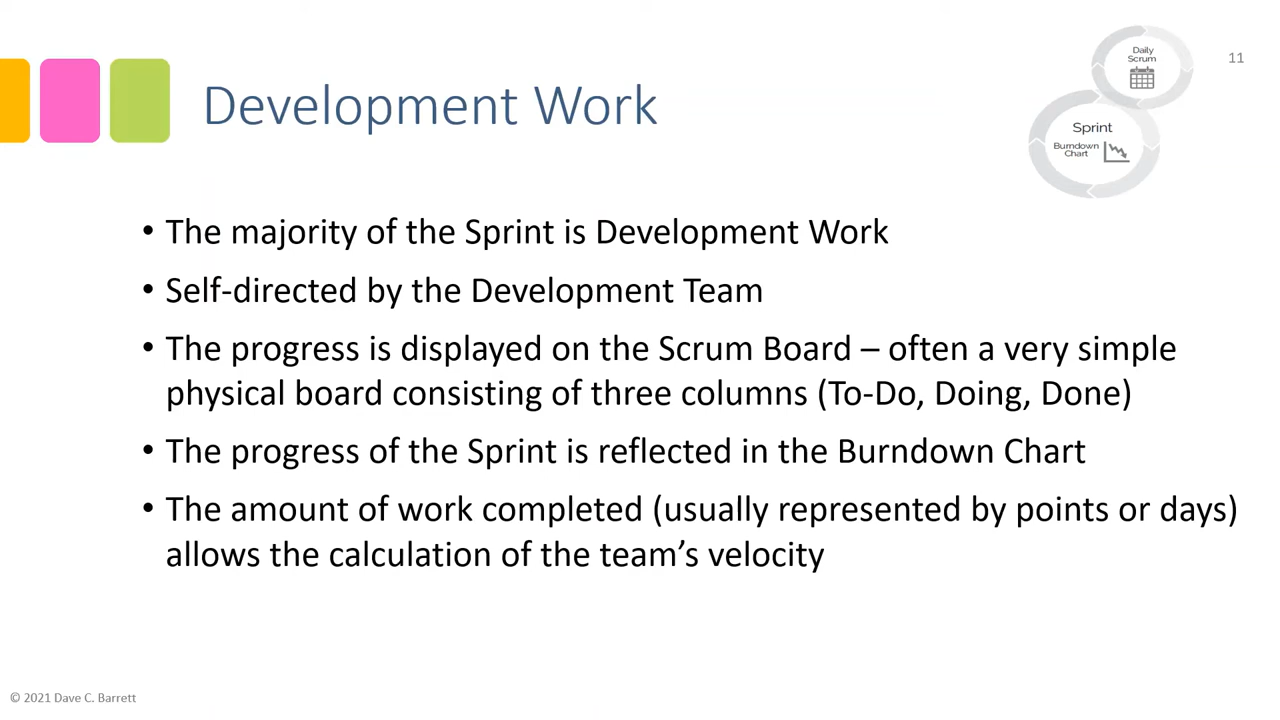 Daily
Scrum
11
Development Work
Sprint
Burndown
Chart
• The majority of the Sprint is Development Work
• Self-directed by the Development Team
• The progress is displayed on the Scrum Board – often a very simple
physical board consisting of three columns (To-Do, Doing, Done)
• The progress of the Sprint is reflected in the Burndown Chart
• The amount of work completed (usually represented by points or days)
allows the calculation of the team’s velocity
© 2021 Dave C. Barrett